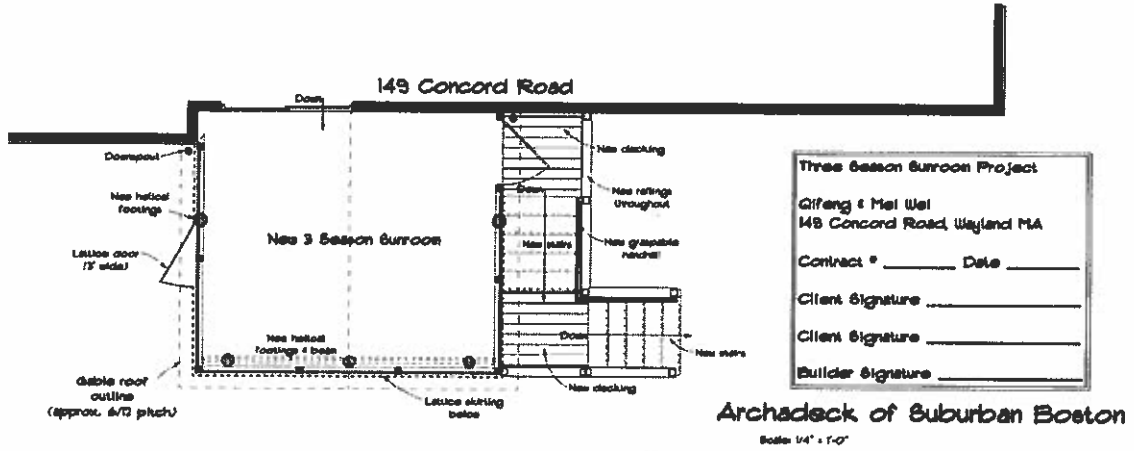 149 Concord Road
Down
Downspout
New helical
footings
Lattice door
(3' wide)
New 3 Season Sunroom
New decking
New railings
throughout
Down
New stairs
New graspable
handrail
New helical
footings & beam
Down
New stairs
New decking
Gable roof
outline
(approx. 6/12 pitch)
Lattice skirting
below
Three Season Sunroom Project
Qifeng & Mei Wei
149 Concord Road, Wayland MA
Contract # Date
Client Signature
Client Signature
Builder Signature
Archadeck of Suburban Boston
Scale: 1/4" = 1'-0"